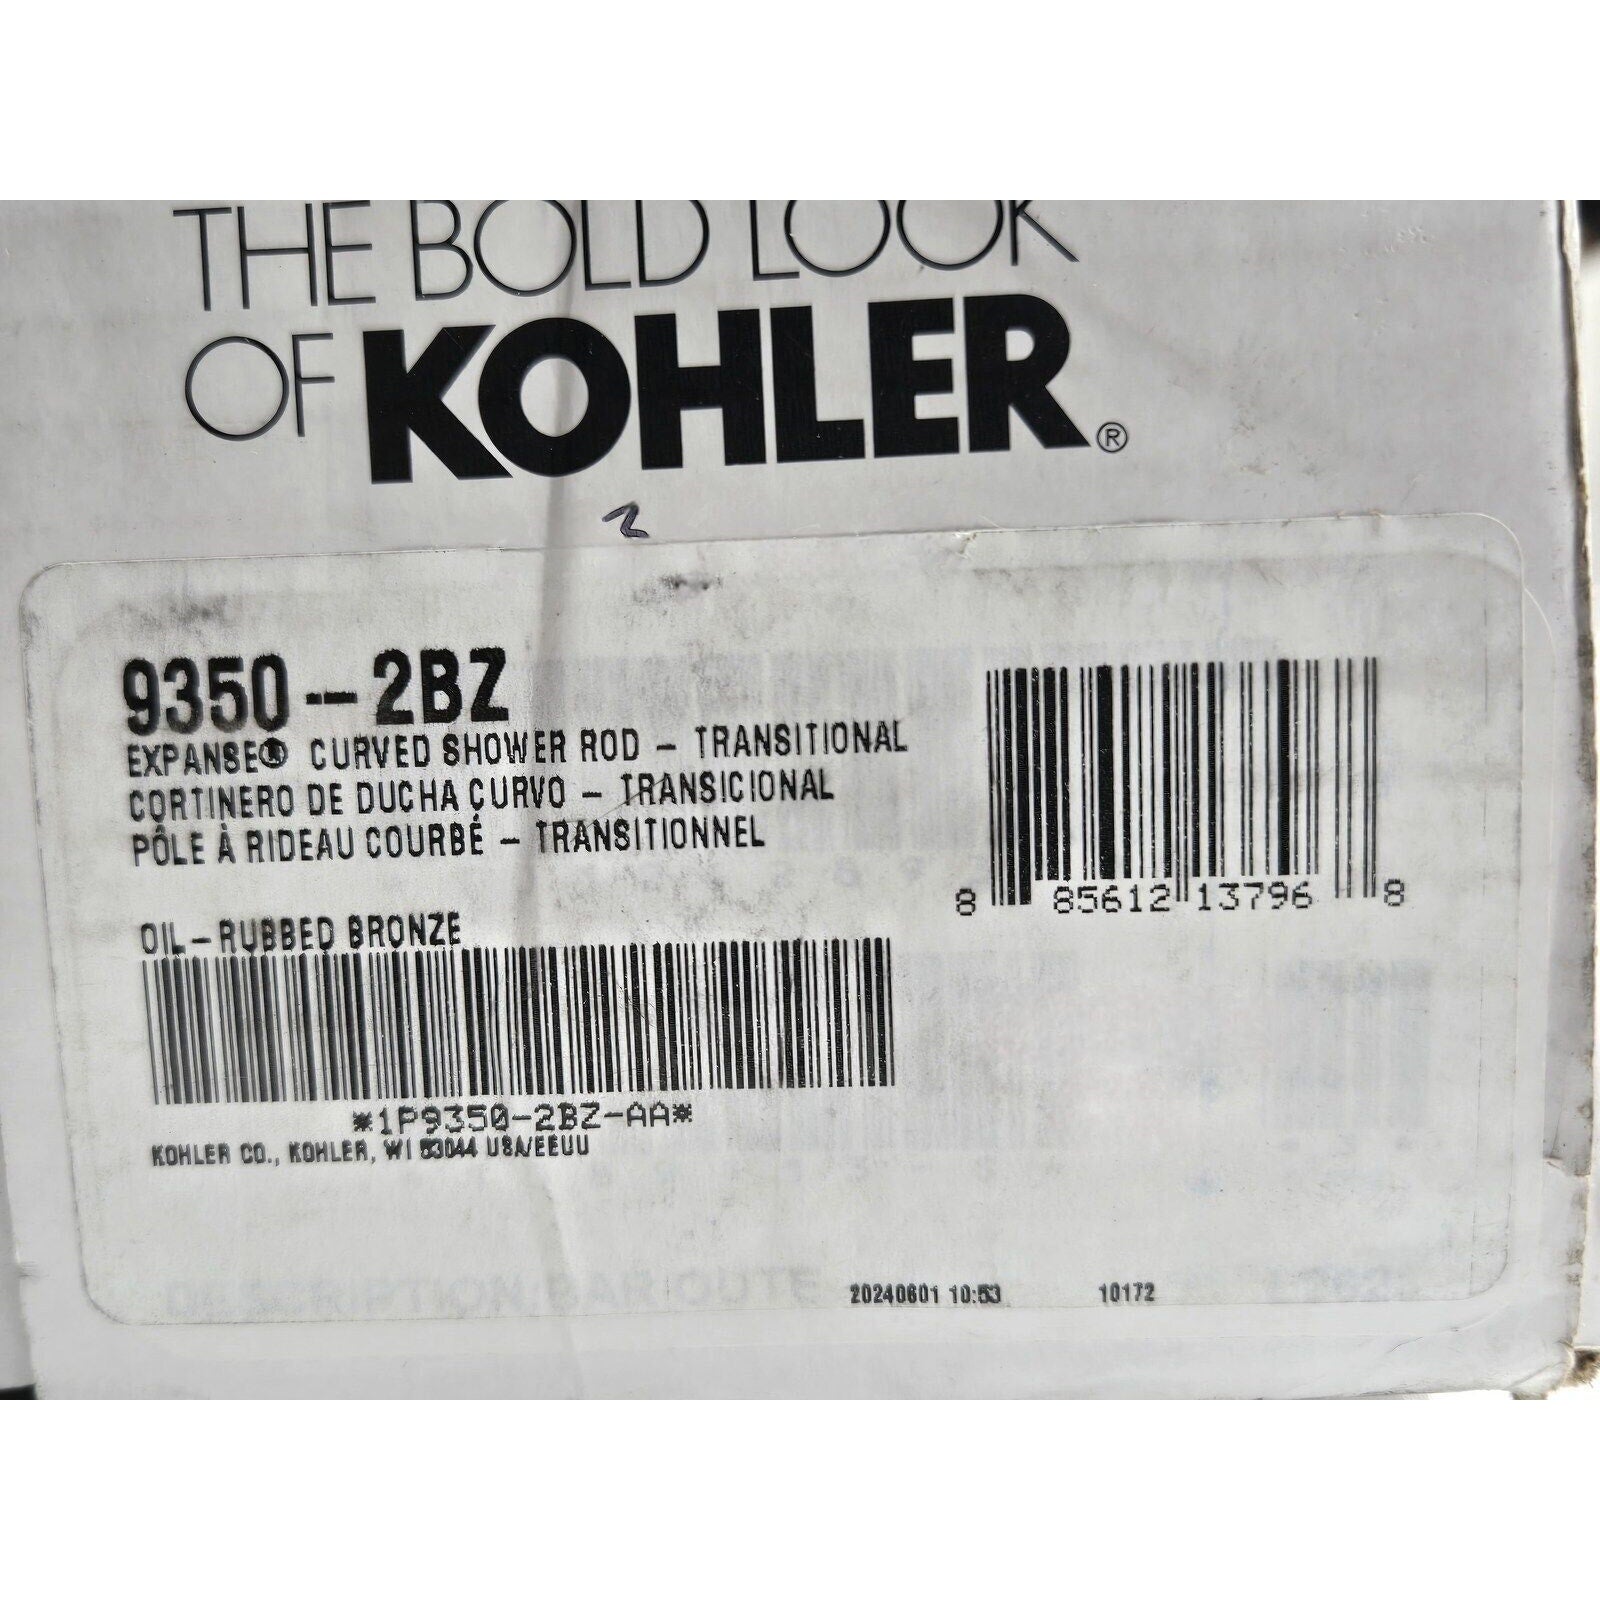 THE BOLD LOOK
OF KOHLER®
2
9350-2BZ
EXPANSE® CURVED SHOWER ROD - TRANSITIONAL
CORTINERO DE DUCHA CURVO - TRANSICIONAL
PÔLE À RIDEAU COURBÉ - TRANSITIONNEL
8 85612 13796 8
OIL-RUBBED BRONZE
*1P9350-2BZ-AA*
KOHLER CO., KOHLER, WI 53044 USA/EEUU
20240601 10:53 10172